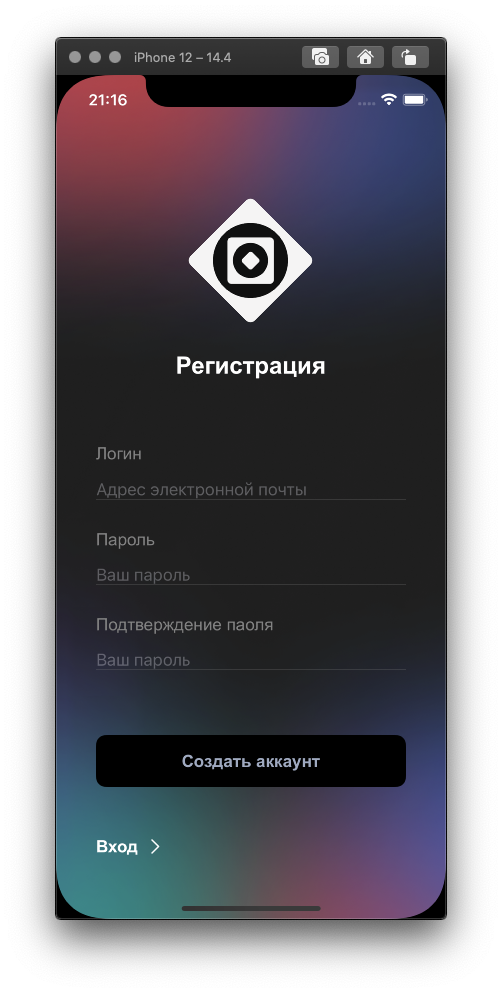 iPhone 12 – 14.4
21:16
Регистрация
Логин
Адрес электронной почты
Пароль
Ваш пароль
Подтверждение паоля
Ваш пароль
Создать аккаунт
Вход